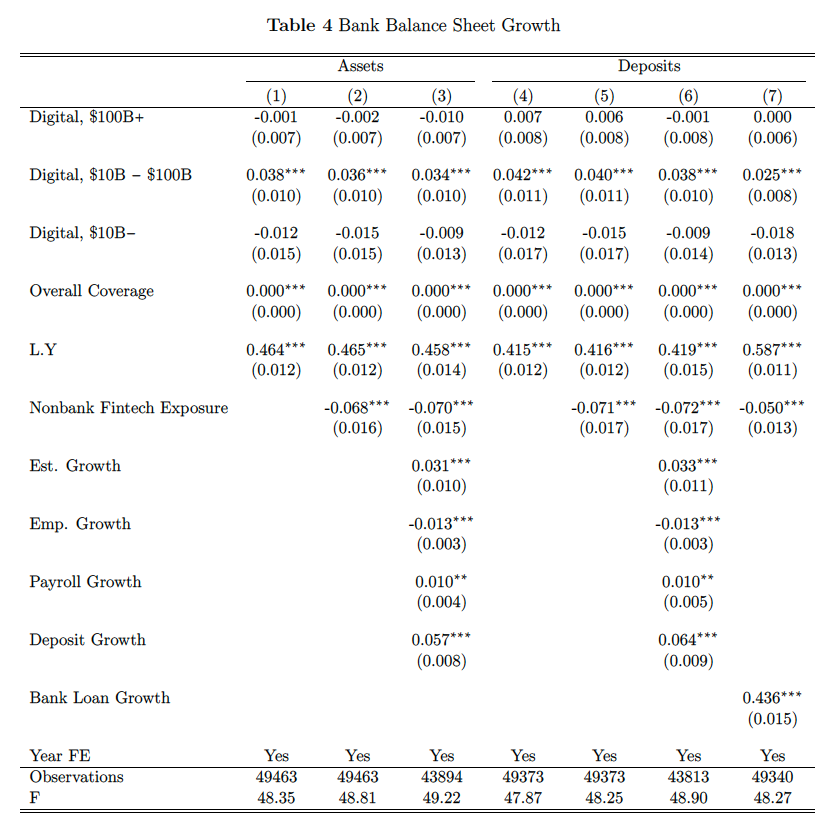 Table 4 Bank Balance Sheet Growth
Assets Deposits
(1) (2) (3) (4) (5) (6) (7)
Digital, $100B+ -0.001 -0.002 -0.010 0.007 0.006 -0.001 0.000
(0.007) (0.007) (0.007) (0.008) (0.008) (0.008) (0.006)
Digital, $10B – $100B 0.038*** 0.036*** 0.034*** 0.042*** 0.040*** 0.038*** 0.025***
(0.010) (0.010) (0.010) (0.011) (0.011) (0.010) (0.008)
Digital, $10B– -0.012 -0.015 -0.009 -0.012 -0.015 -0.009 -0.018
(0.015) (0.015) (0.013) (0.017) (0.017) (0.014) (0.013)
Overall Coverage 0.000*** 0.000*** 0.000*** 0.000*** 0.000*** 0.000*** 0.000***
(0.000) (0.000) (0.000) (0.000) (0.000) (0.000) (0.000)
L.Y 0.464*** 0.465*** 0.458*** 0.415*** 0.416*** 0.419*** 0.587***
(0.012) (0.012) (0.014) (0.012) (0.012) (0.015) (0.011)
Nonbank Fintech Exposure -0.068*** -0.070*** -0.071*** -0.072*** -0.050***
(0.016) (0.015) (0.017) (0.017) (0.013)
Est. Growth 0.031*** 0.033***
(0.010) (0.011)
Emp. Growth -0.013*** -0.013***
(0.003) (0.003)
Payroll Growth 0.010** 0.010**
(0.004) (0.005)
Deposit Growth 0.057*** 0.064***
(0.008) (0.009)
Bank Loan Growth 0.436***
(0.015)
Year FE Yes Yes Yes Yes Yes Yes Yes
Observations 49463 49463 43894 49373 49373 43813 49340
F 48.35 48.81 49.22 47.87 48.25 48.90 48.27